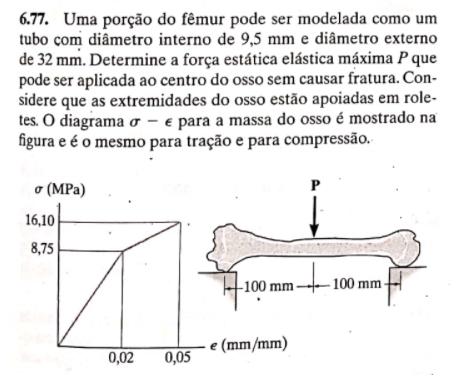 6.77. Uma porção do fêmur pode ser modelada como um
tubo com diâmetro interno de 9,5 mm e diâmetro externo
de 32 mm. Determine a força estática elástica máxima P que
pode ser aplicada ao centro do osso sem causar fratura. Con-
sidere que as extremidades do osso estão apoiadas em role-
tes. O diagrama σ − ϵ para a massa do osso é mostrado na
figura e é o mesmo para tração e para compressão.
σ (MPa)
P
16,10
8,75
100 mm
100 mm
ϵ (mm/mm)
0,02
0,05